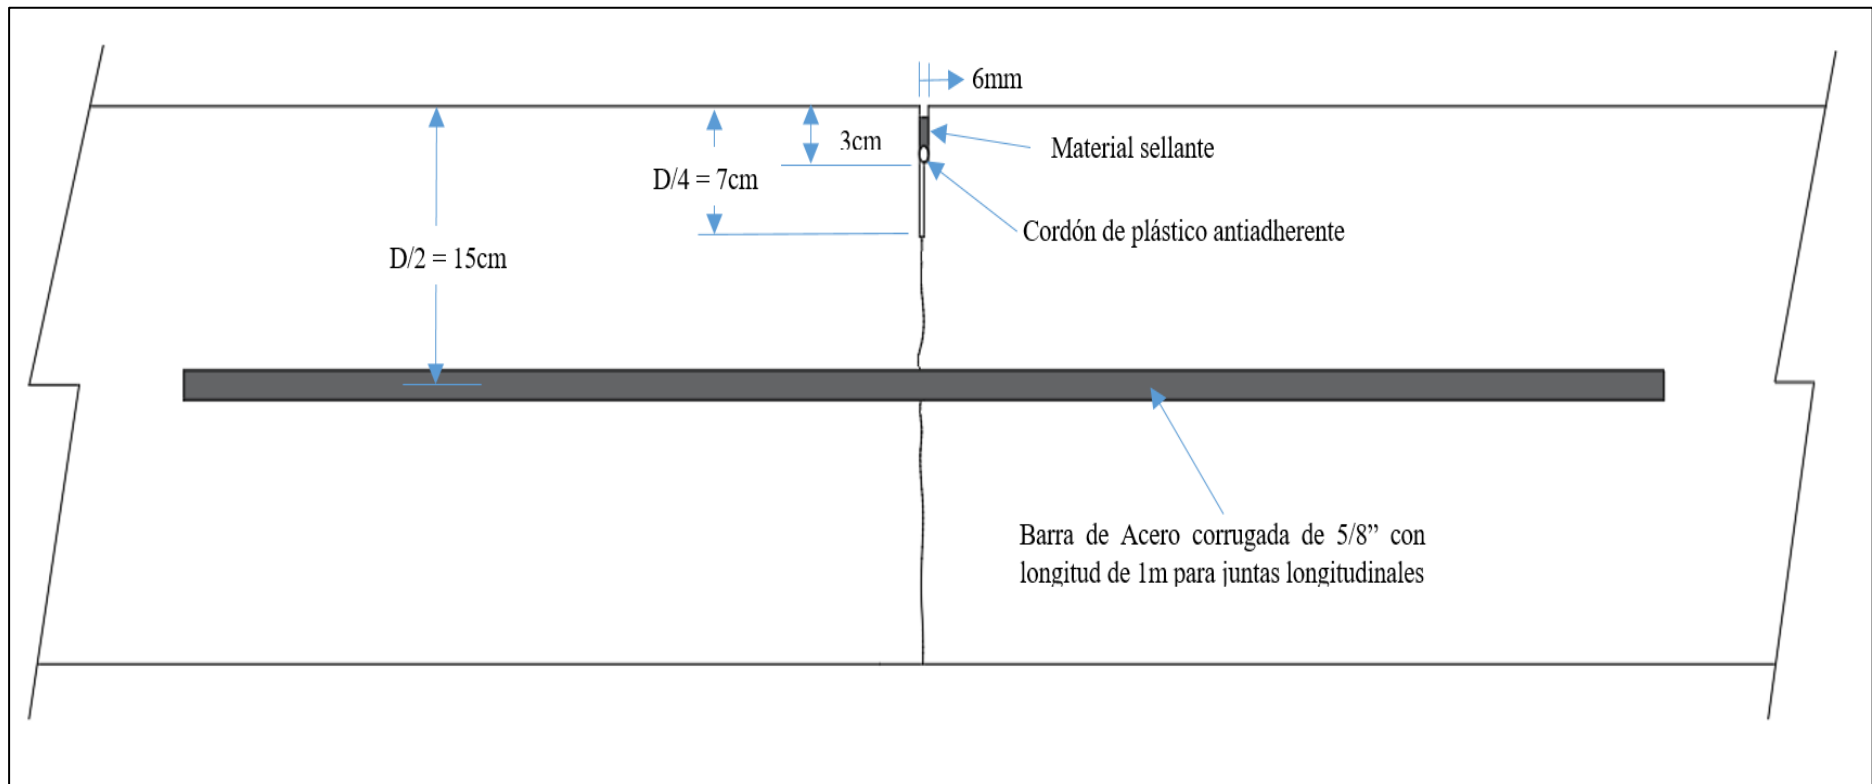 6mm
3cm
Material sellante
D/4 = 7cm
Cordón de plástico antiadherente
D/2 = 15cm
Barra de Acero corrugada de 5/8” con
longitud de 1m para juntas longitudinales